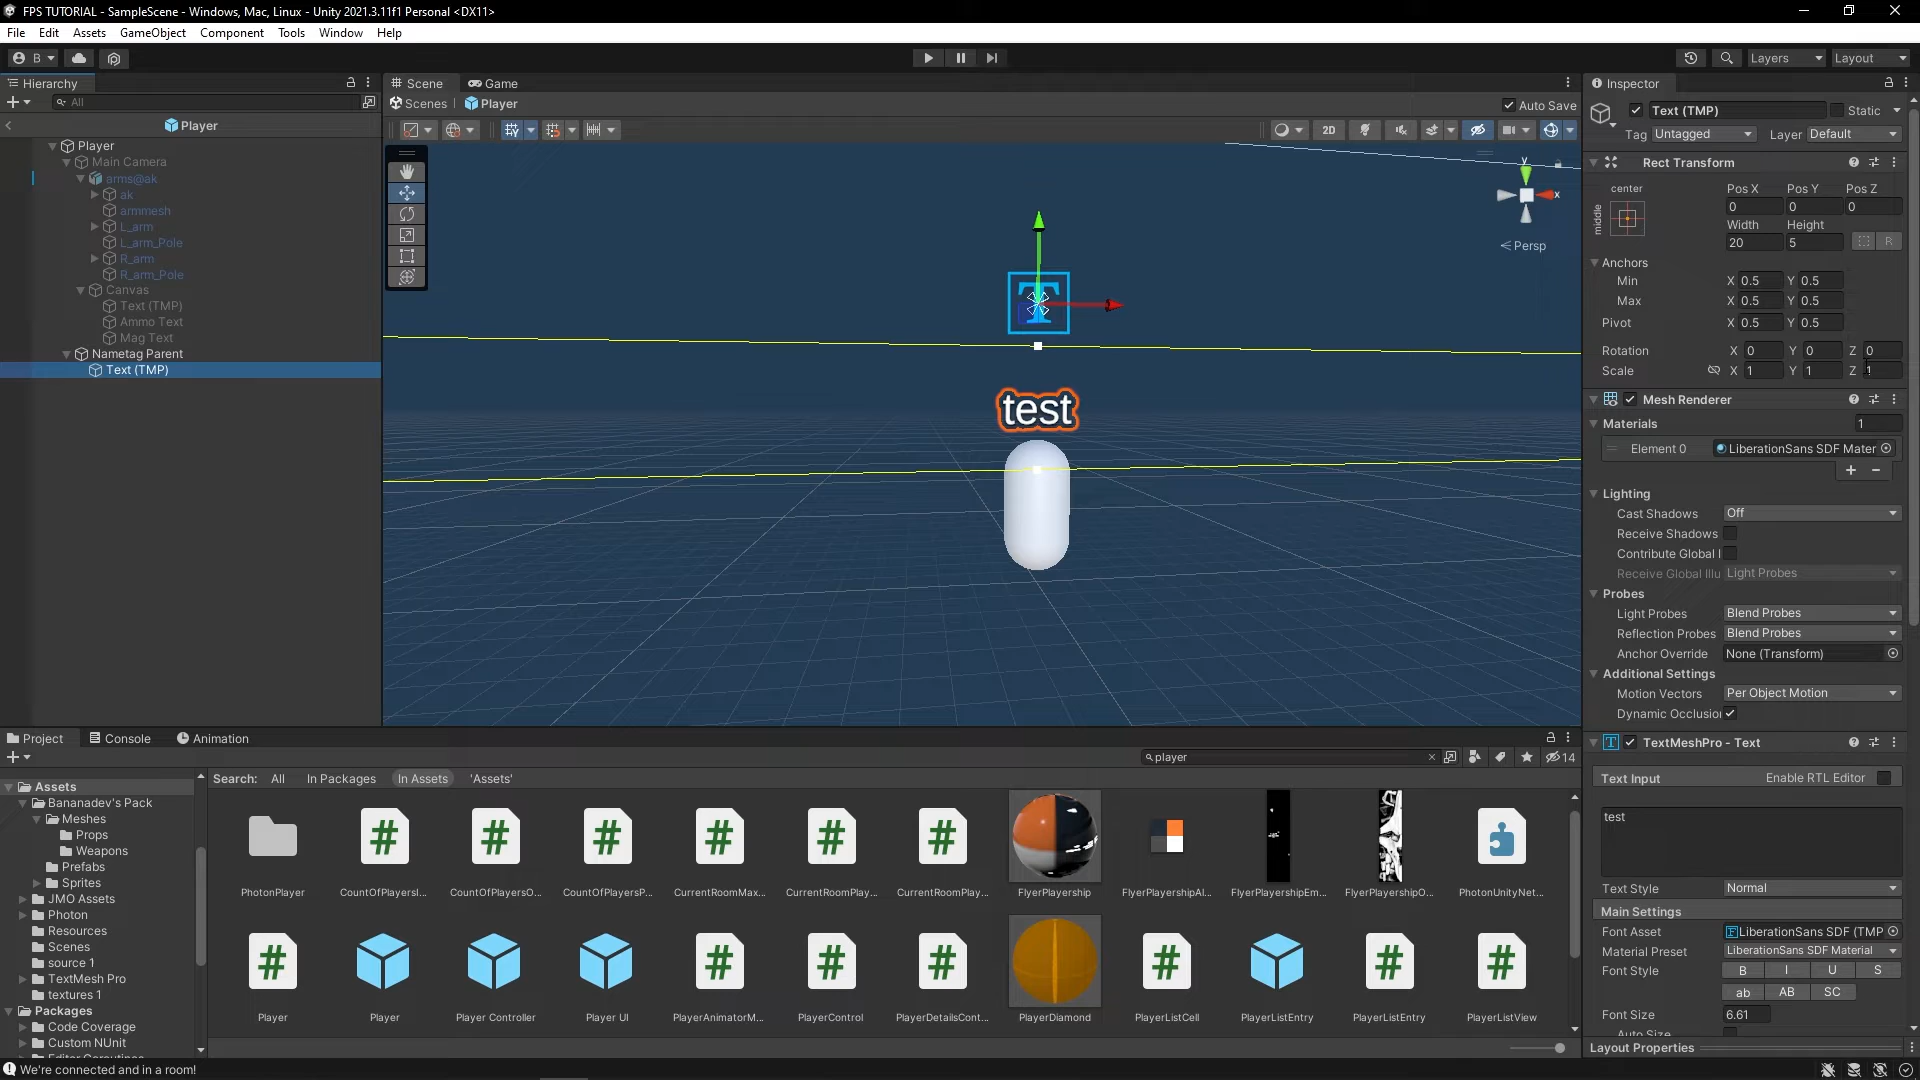 FPS TUTORIAL - SampleScene - Windows, Mac, Linux - Unity 2021.3.11f1 Personal <DX11>
File Edit Assets GameObject Component Tools Window Help
B Layers Layout
Hierarchy
All
Player
Player
Main Camera
arms@ak
ak
armmesh
L_arm
L_arm_Pole
R_arm
R_arm_Pole
Canvas
Text (TMP)
Ammo Text
Mag Text
Nametag Parent
Text (TMP)
Scene Game
Scenes Player Auto Save
2D
y
x
Persp
test
Inspector
Text (TMP) Static
Tag Untagged Layer Default
Rect Transform
center
middle
Pos X Pos Y Pos Z
0 0 0
Width Height
20 5 R
Anchors
Min X 0.5 Y 0.5
Max X 0.5 Y 0.5
Pivot X 0.5 Y 0.5
Rotation X 0 Y 0 Z 0
Scale X 1 Y 1 Z 1
Mesh Renderer
Materials 1
Element 0 LiberationSans SDF Mater
Lighting
Cast Shadows Off
Receive Shadows
Contribute Global I
Receive Global Illu Light Probes
Probes
Light Probes Blend Probes
Reflection Probes Blend Probes
Anchor Override None (Transform)
Additional Settings
Motion Vectors Per Object Motion
Dynamic Occlusion
TextMeshPro - Text
Text Input Enable RTL Editor
test
Text Style Normal
Main Settings
Font Asset LiberationSans SDF (TMP
Material Preset LiberationSans SDF Material
Font Style B I U S
ab AB SC
Font Size 6.61
Auto Size
Layout Properties
Project Console Animation
player 14
Search: All In Packages In Assets 'Assets'
Assets
Bananadev's Pack
Meshes
Props
Weapons
Prefabs
Sprites
JMO Assets
Photon
Resources
Scenes
source 1
TextMesh Pro
textures 1
Packages
Code Coverage
Custom NUnit
Editor Coroutines
PhotonPlayer CountOfPlayersI... CountOfPlayersO... CountOfPlayersP... CurrentRoomMax... CurrentRoomPlay... CurrentRoomPlay... FlyerPlayership FlyerPlayershipAl... FlyerPlayershipEm... FlyerPlayershipO... PhotonUnityNet...
Player Player Player Controller Player UI PlayerAnimatorM... PlayerControl PlayerDetailsCont... PlayerDiamond PlayerListCell PlayerListEntry PlayerListEntry PlayerListView
We're connected and in a room!